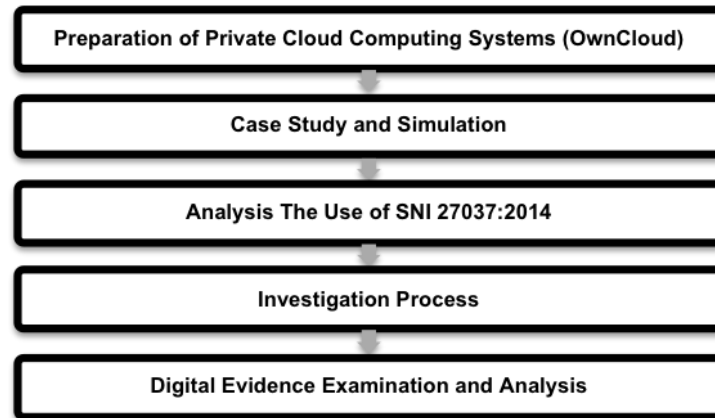 Preparation of Private Cloud Computing Systems (OwnCloud)
Case Study and Simulation
Analysis The Use of SNI 27037:2014
Investigation Process
Digital Evidence Examination and Analysis